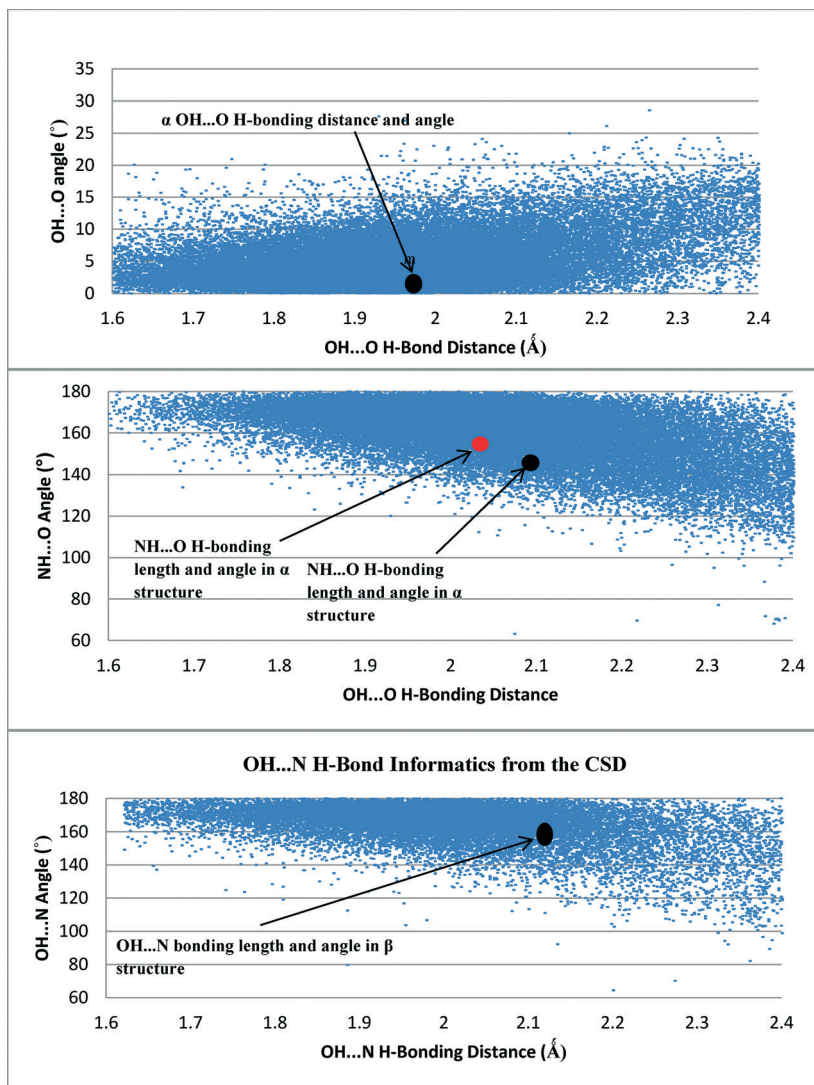 35
30
25
20
15
10
5
0
OH...O angle (°)
α OH...O H-bonding distance and angle
m
1.6 1.7 1.8 1.9 2 2.1 2.2 2.3 2.4
OH...O H-Bond Distance (Å)
180
160
140
120
100
80
60
NH...O Angle (°)
NH...O H-bonding
length and angle in α
structure
NH...O H-bonding
length and angle in α
structure
1.6 1.7 1.8 1.9 2 2.1 2.2 2.3 2.4
OH...O H-Bonding Distance
OH...N H-Bond Informatics from the CSD
180
160
140
120
100
80
60
OH...N Angle (°)
OH...N bonding length and angle in β
structure
1.6 1.7 1.8 1.9 2 2.1 2.2 2.3 2.4
OH...N H-Bonding Distance (Å)